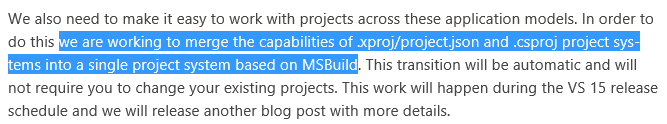 We also need to make it easy to work with projects across these application models. In order to
do this we are working to merge the capabilities of .xproj/project.json and .csproj project sys-
tems into a single project system based on MSBuild. This transition will be automatic and will
not require you to change your existing projects. This work will happen during the VS 15 release
schedule and we will release another blog post with more details.